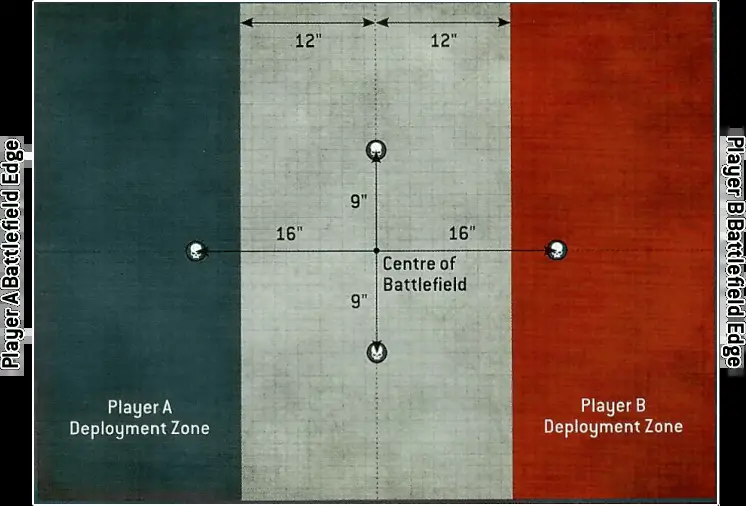 12" 12"
9"
16" 16"
Centre of
Battlefield
9"
Player A
Deployment Zone
Player B
Deployment Zone
Player A Battlefield Edge
Player B Battlefield Edge